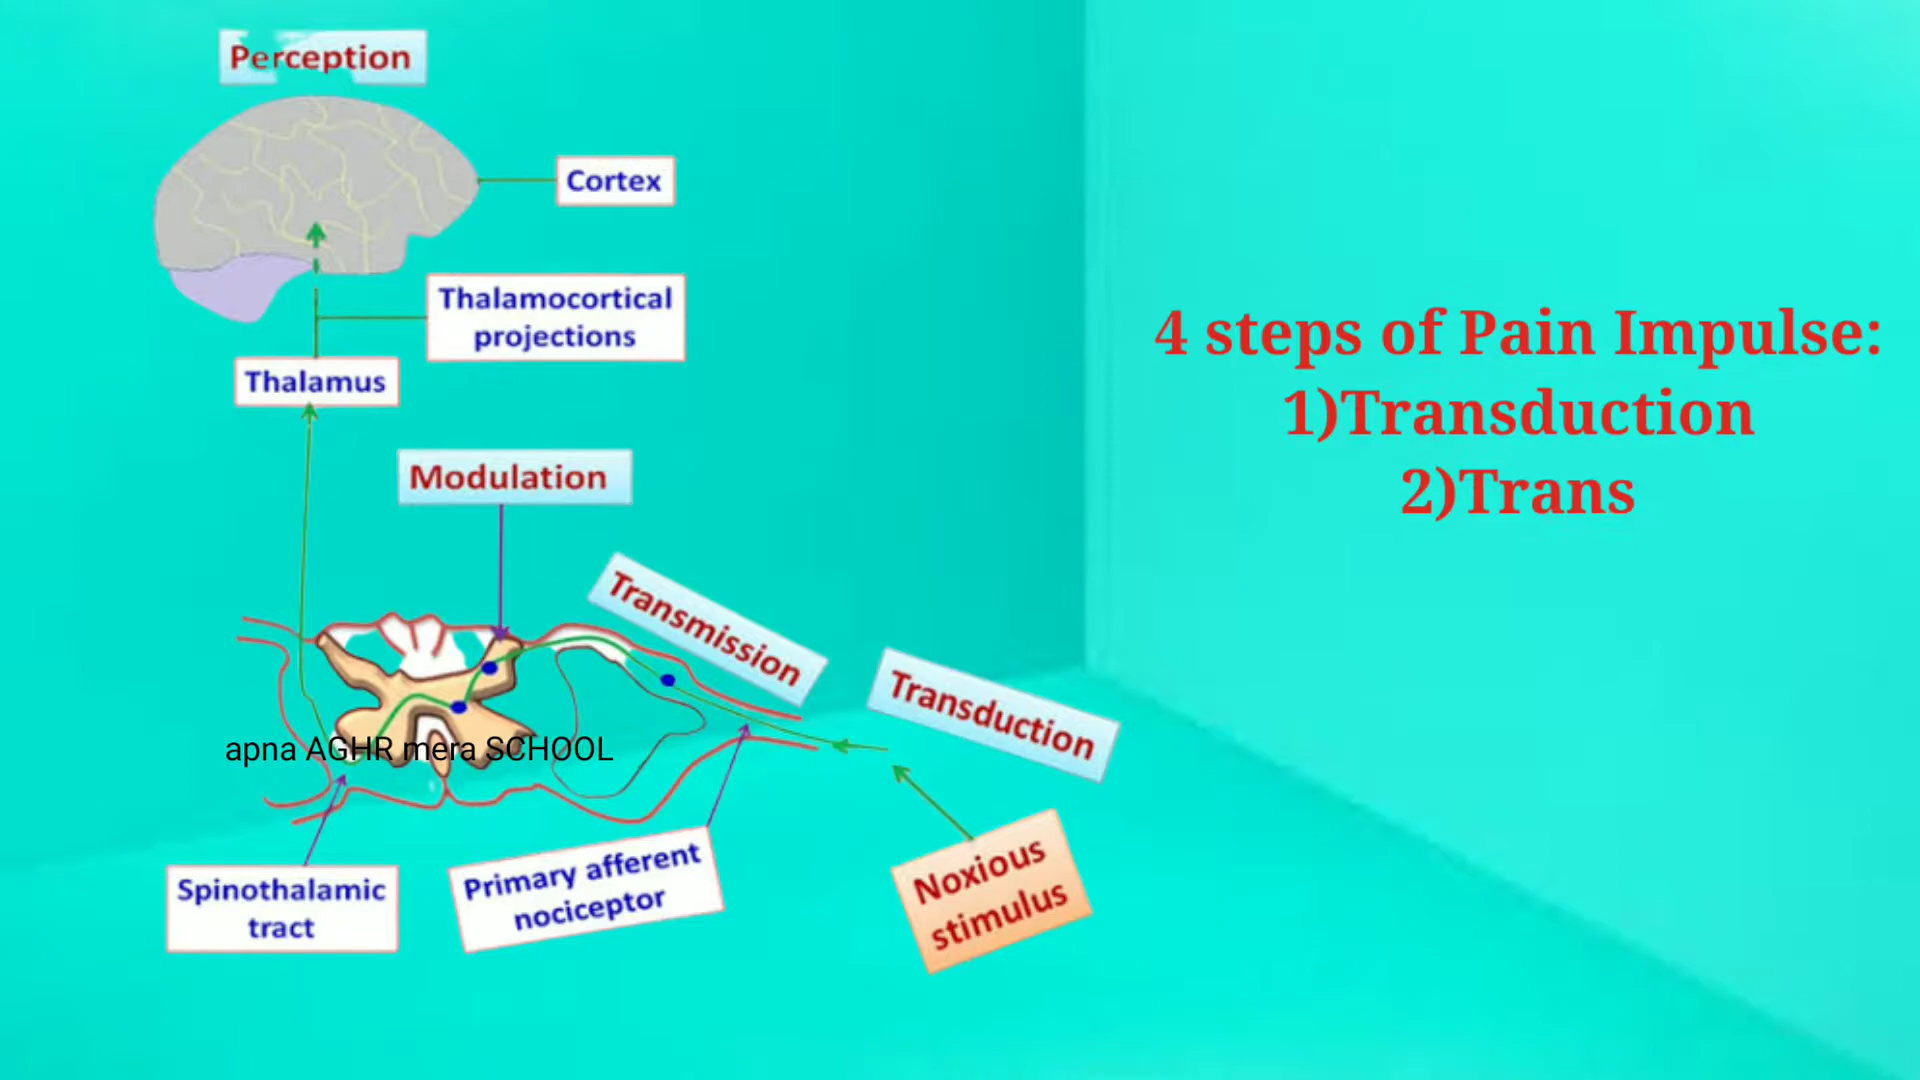 Perception
Cortex
Thalamocortical
projections
Thalamus
Modulation
Transmission
Transduction
apna AGHR mera SCHOOL
Spinothalamic
tract
Primary afferent
nociceptor
Noxious
stimulus
4 steps of Pain Impulse:
1)Transduction
2)Trans